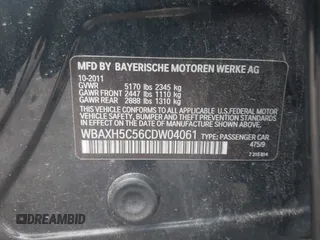 MFD BY BAYERISCHE MOTOREN WERKE AG
10-2011
GVWR 5170 lbs 2345 kg
GAWR FRONT 2447 lbs 1110 kg
GAWR REAR 2888 lbs 1310 kg
THIS VEHICLE CONFORMS TO ALL APPLICABLE
U.S. FEDERAL MOTOR VEHICLE SAFETY,
BUMPER, AND THEFT PREVENTION STANDARDS
IN EFFECT ON THE DATE OF MANUFACTURE
SHOWN ABOVE.
WBAXH5C56CDW04061 TYPE: PASSENGER CAR
475/9
DREAMBID